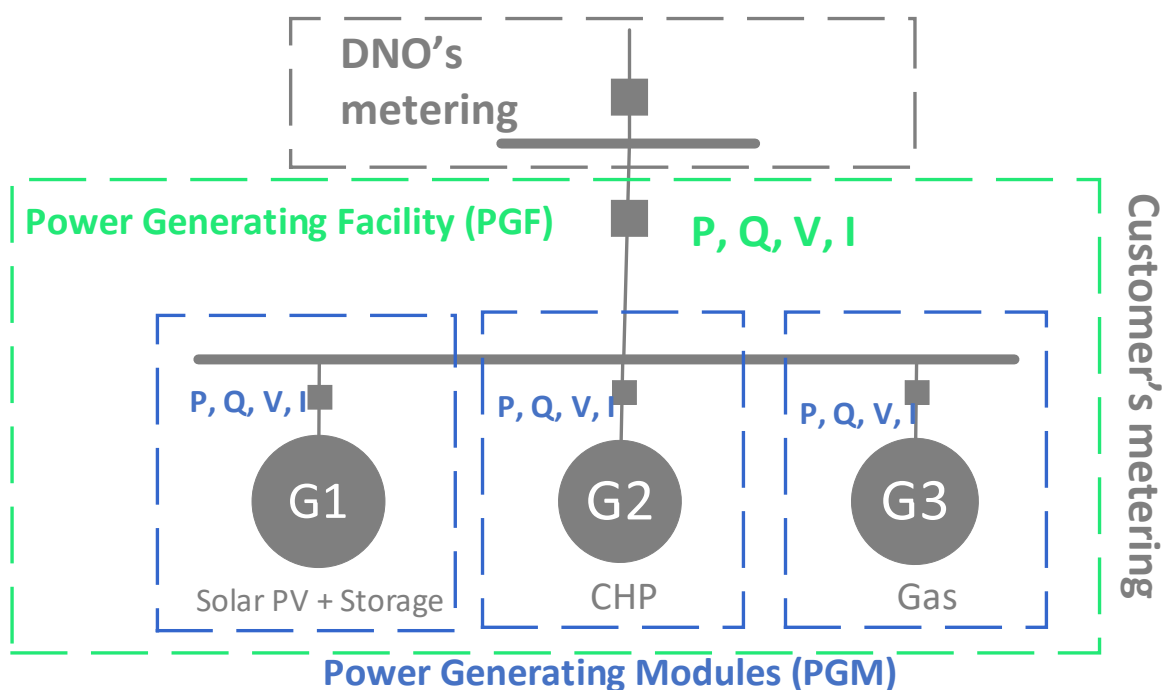 DNO's
metering
Power Generating Facility (PGF)
P, Q, V, I
Customer's metering
P, Q, V, I
P, Q, V, I
P, Q, V, I
G1
G2
G3
Solar PV + Storage
CHP
Gas
Power Generating Modules (PGM)